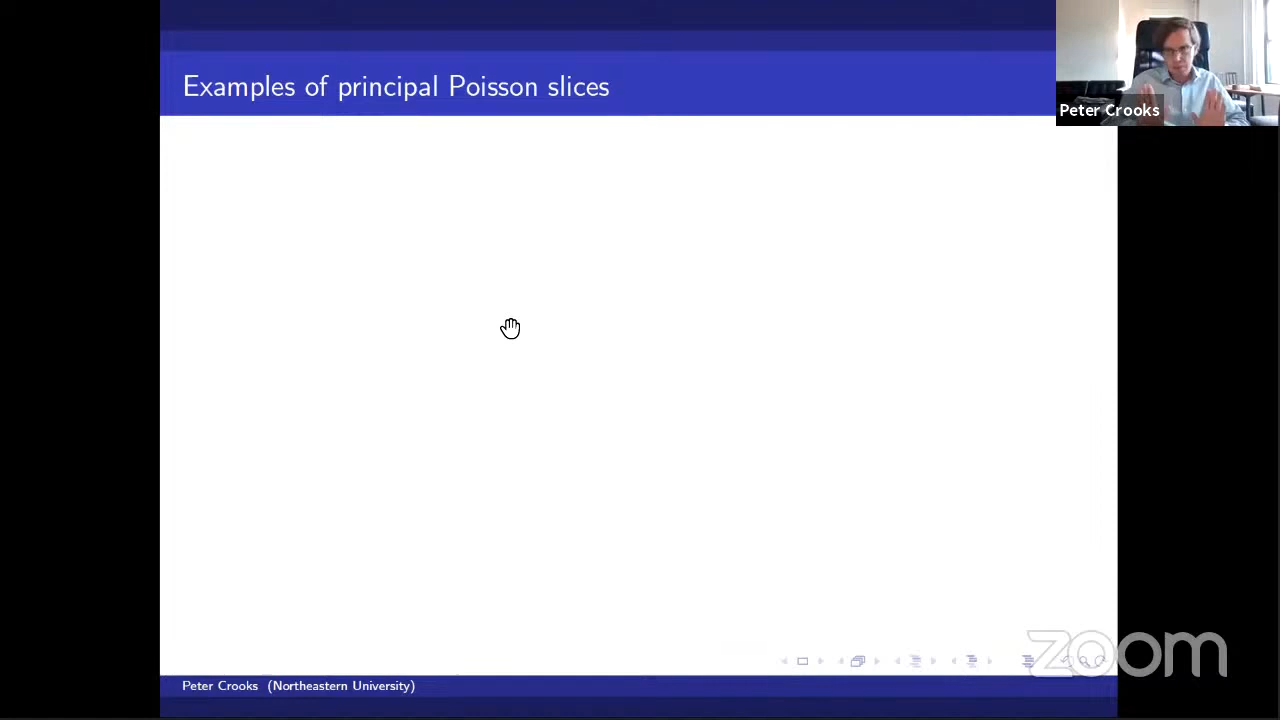 Examples of principal Poisson slices
Peter Crooks
zoom
Peter Crooks (Northeastern University)